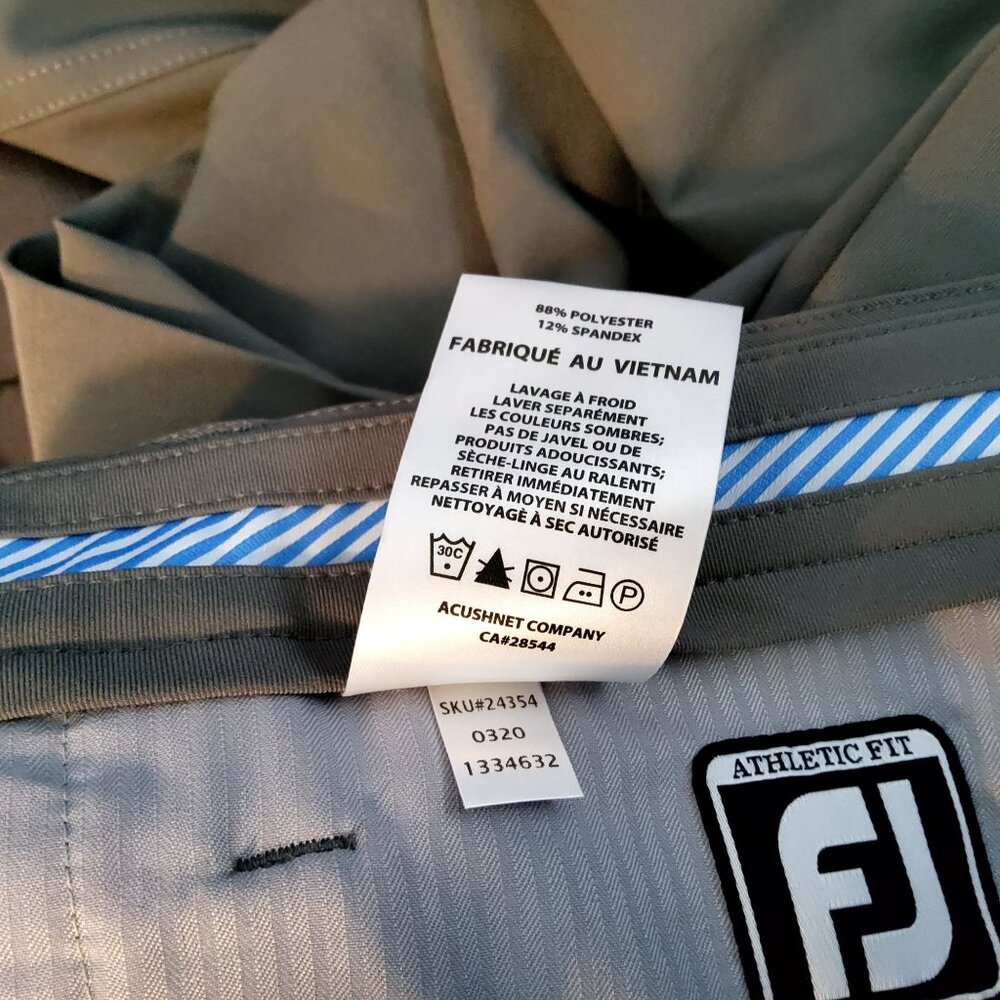 88% POLYESTER
12% SPANDEX
FABRIQUÉ AU VIETNAM
LAVAGE À FROID
LAVER SEPARÉMENT
LES COULEURS SOMBRES;
PAS DE JAVEL OU DE
PRODUITS ADOUCISSANTS;
SÈCHE-LINGE AU RALENTI
RETIRER IMMÉDIATEMENT
REPASSER À MOYEN SI NÉCESSAIRE
NETTOYAGÈ À SEC AUTORISÉ
30C P
ACUSHNET COMPANY
CA#28544
SKU#24354
0320
1334632
ATHLETIC FIT
FJ